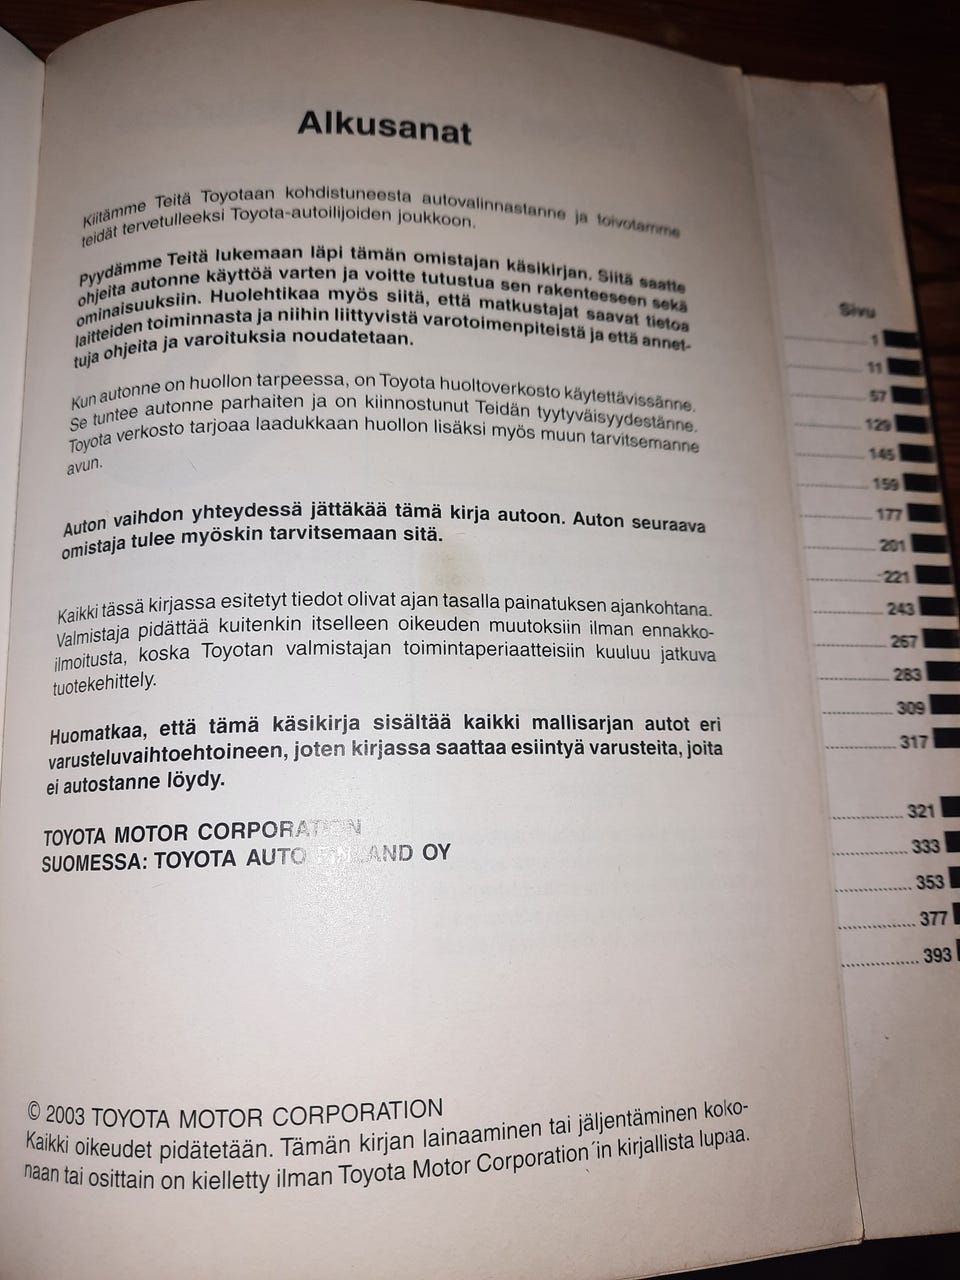 Alkusanat
Kiitämme Teitä Toyotaan kohdistuneesta autovalinnastanne ja toivotamme
teidät tervetulleeksi Toyota-autoilijoiden joukkoon.
Pyydämme Teitä lukemaan läpi tämän omistajan käsikirjan. Siitä saatte
ohjeita autonne käyttöä varten ja voitte tutustua sen rakenteeseen sekä
ominaisuuksiin. Huolehtikaa myös siitä, että matkustajat saavat tietoa
laitteiden toiminnasta ja niihin liittyvistä varotoimenpiteistä ja että annet-
tuja ohjeita ja varoituksia noudatetaan.
Kun autonne on huollon tarpeessa, on Toyota huoltoverkosto käytettävissänne.
Se tuntee autonne parhaiten ja on kiinnostunut Teidän tyytyväisyydestänne.
Toyota verkosto tarjoaa laadukkaan huollon lisäksi myös muun tarvitsemanne
avun.
Auton vaihdon yhteydessä jättäkää tämä kirja autoon. Auton seuraava
omistaja tulee myöskin tarvitsemaan sitä.
Kaikki tässä kirjassa esitetyt tiedot olivat ajan tasalla painatuksen ajankohtana.
Valmistaja pidättää kuitenkin itselleen oikeuden muutoksiin ilman ennakko-
ilmoitusta, koska Toyotan valmistajan toimintaperiaatteisiin kuuluu jatkuva
tuotekehittely.
Huomatkaa, että tämä käsikirja sisältää kaikki mallisarjan autot eri
varusteluvaihtoehtoineen, joten kirjassa saattaa esiintyä varusteita, joita
ei autostanne löydy.
TOYOTA MOTOR CORPORATION
SUOMESSA: TOYOTA AUTO FINLAND OY
© 2003 TOYOTA MOTOR CORPORATION
Kaikki oikeudet pidätetään. Tämän kirjan lainaaminen tai jäljentäminen koko-
naan tai osittain on kielletty ilman Toyota Motor Corporation´in kirjallista lupaa.
Sivu
1
11
57
129
145
159
177
201
221
243
267
283
309
317
321
333
353
377
393